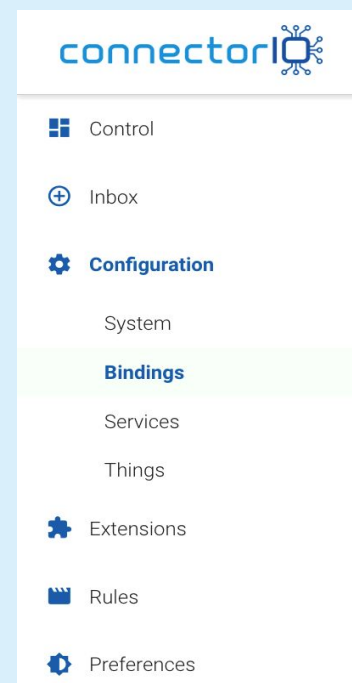 connectorIO
Control
Inbox
Configuration
System
Bindings
Services
Things
Extensions
Rules
Preferences